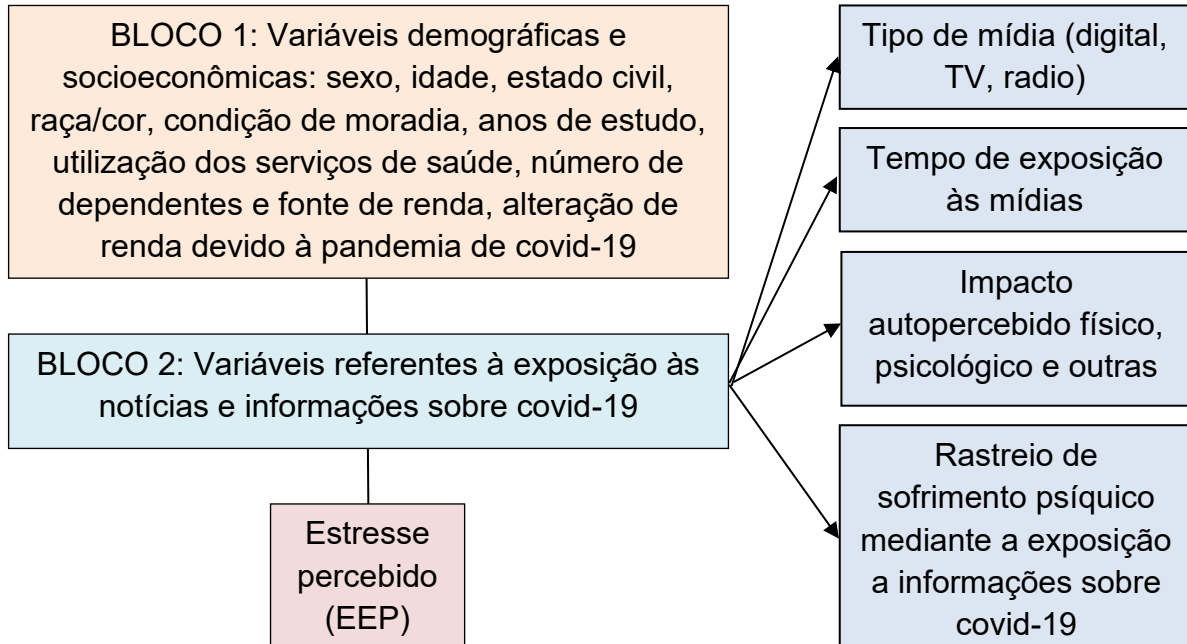 BLOCO 1: Variáveis demográficas e
socioeconômicas: sexo, idade, estado civil,
raça/cor, condição de moradia, anos de estudo,
utilização dos serviços de saúde, número de
dependentes e fonte de renda, alteração de
renda devido à pandemia de covid-19
BLOCO 2: Variáveis referentes à exposição às
notícias e informações sobre covid-19
Estresse
percebido
(EEP)
Tipo de mídia (digital,
TV, radio)
Tempo de exposição
às mídias
Impacto
autopercebido físico,
psicológico e outras
Rastreio de
sofrimento psíquico
mediante a exposição
a informações sobre
covid-19